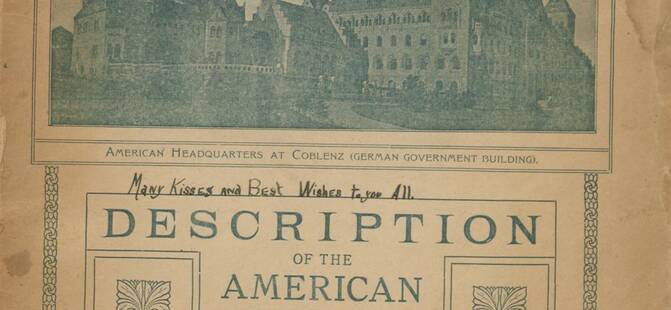 American Headquarters at Coblenz (German Government Building).
Many Kisses and Best Wishes to you All.
DESCRIPTION
OF THE
AMERICAN